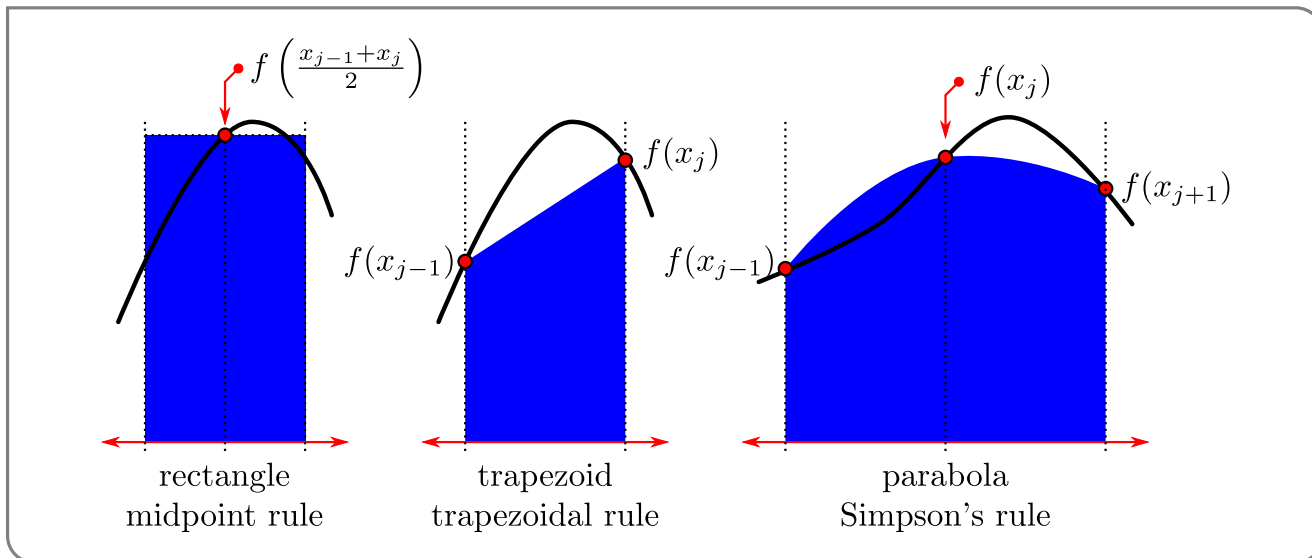 f((x_{j−1}+x_j)/2)
f(x_j)
f(x_j)
f(x_{j+1})
f(x_{j−1})
f(x_{j−1})
rectangle
midpoint rule
trapezoid
trapezoidal rule
parabola
Simpson's rule